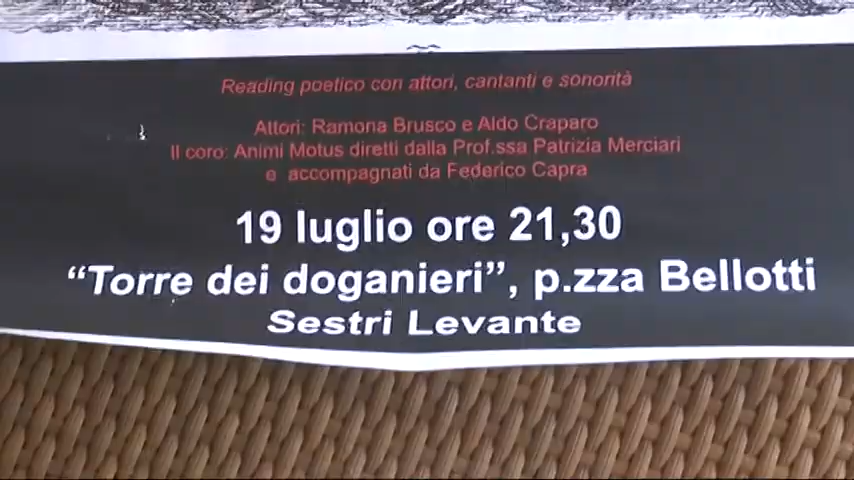 Reading poetico con attori, cantanti e sonorità
Attori: Ramona Brusco e Aldo Craparo
Il coro: Animi Motus diretti dalla Prof.ssa Patrizia Merciari
e accompagnati da Federico Capra
19 luglio ore 21,30
“Torre dei doganieri”, p.zza Bellotti
Sestri Levante